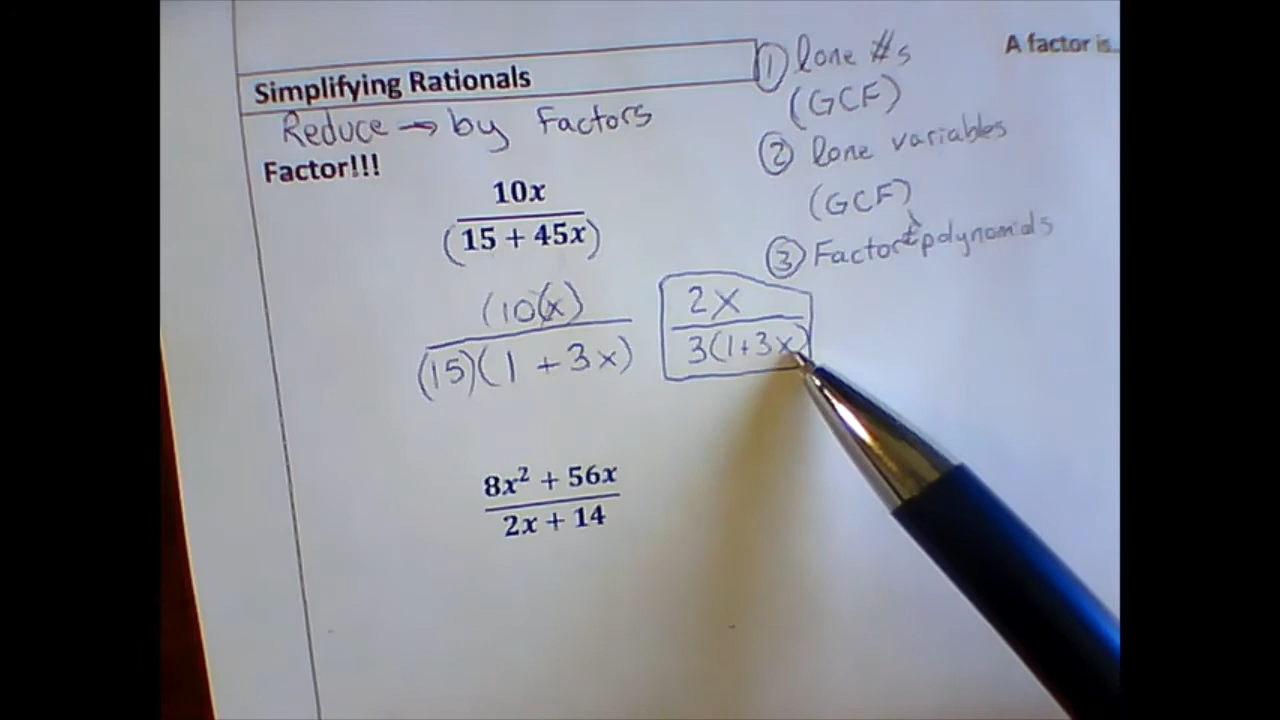 ① lone #s
A factor is..
Simplifying Rationals
(GCF)
Reduce → by Factors
② lone variables
Factor!!!
(GCF)
10x
(15 + 45x)
③ Factor polynomials
(10(x)
(15)(1 + 3x)
2x
3(1+3x)
8x² + 56x
2x + 14